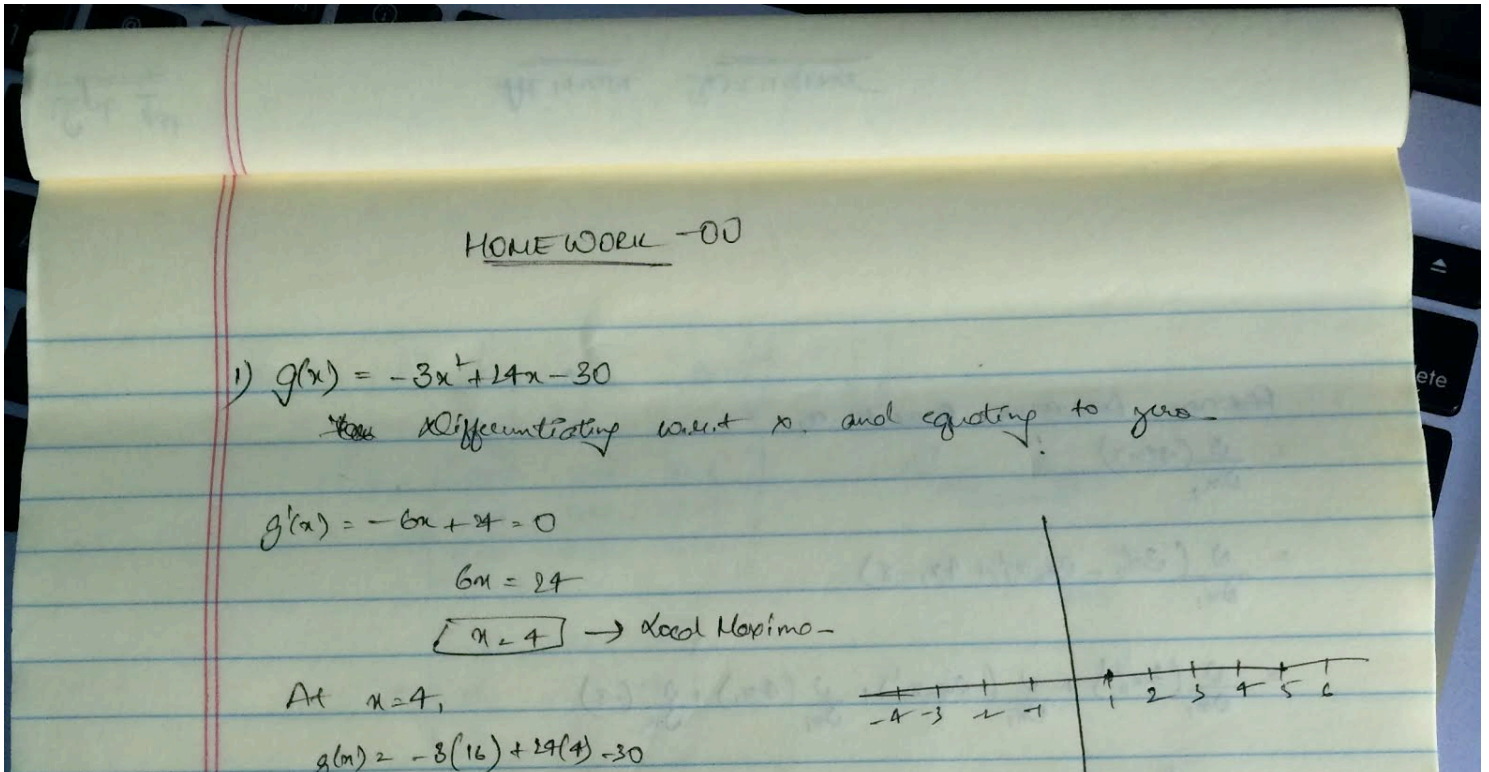 HOMEWORK -00
1) g(x) = - 3x² + 24x - 30
Differentiating w.r.t x. and equating to zero.
g'(x) = - 6x + 24 = 0
6x = 24
x = 4 → Local Maxima
At x = 4,
-4 -3 -2 -1 1 2 3 4 5 6
g(x) = -3(16) + 24(4) - 30
ete